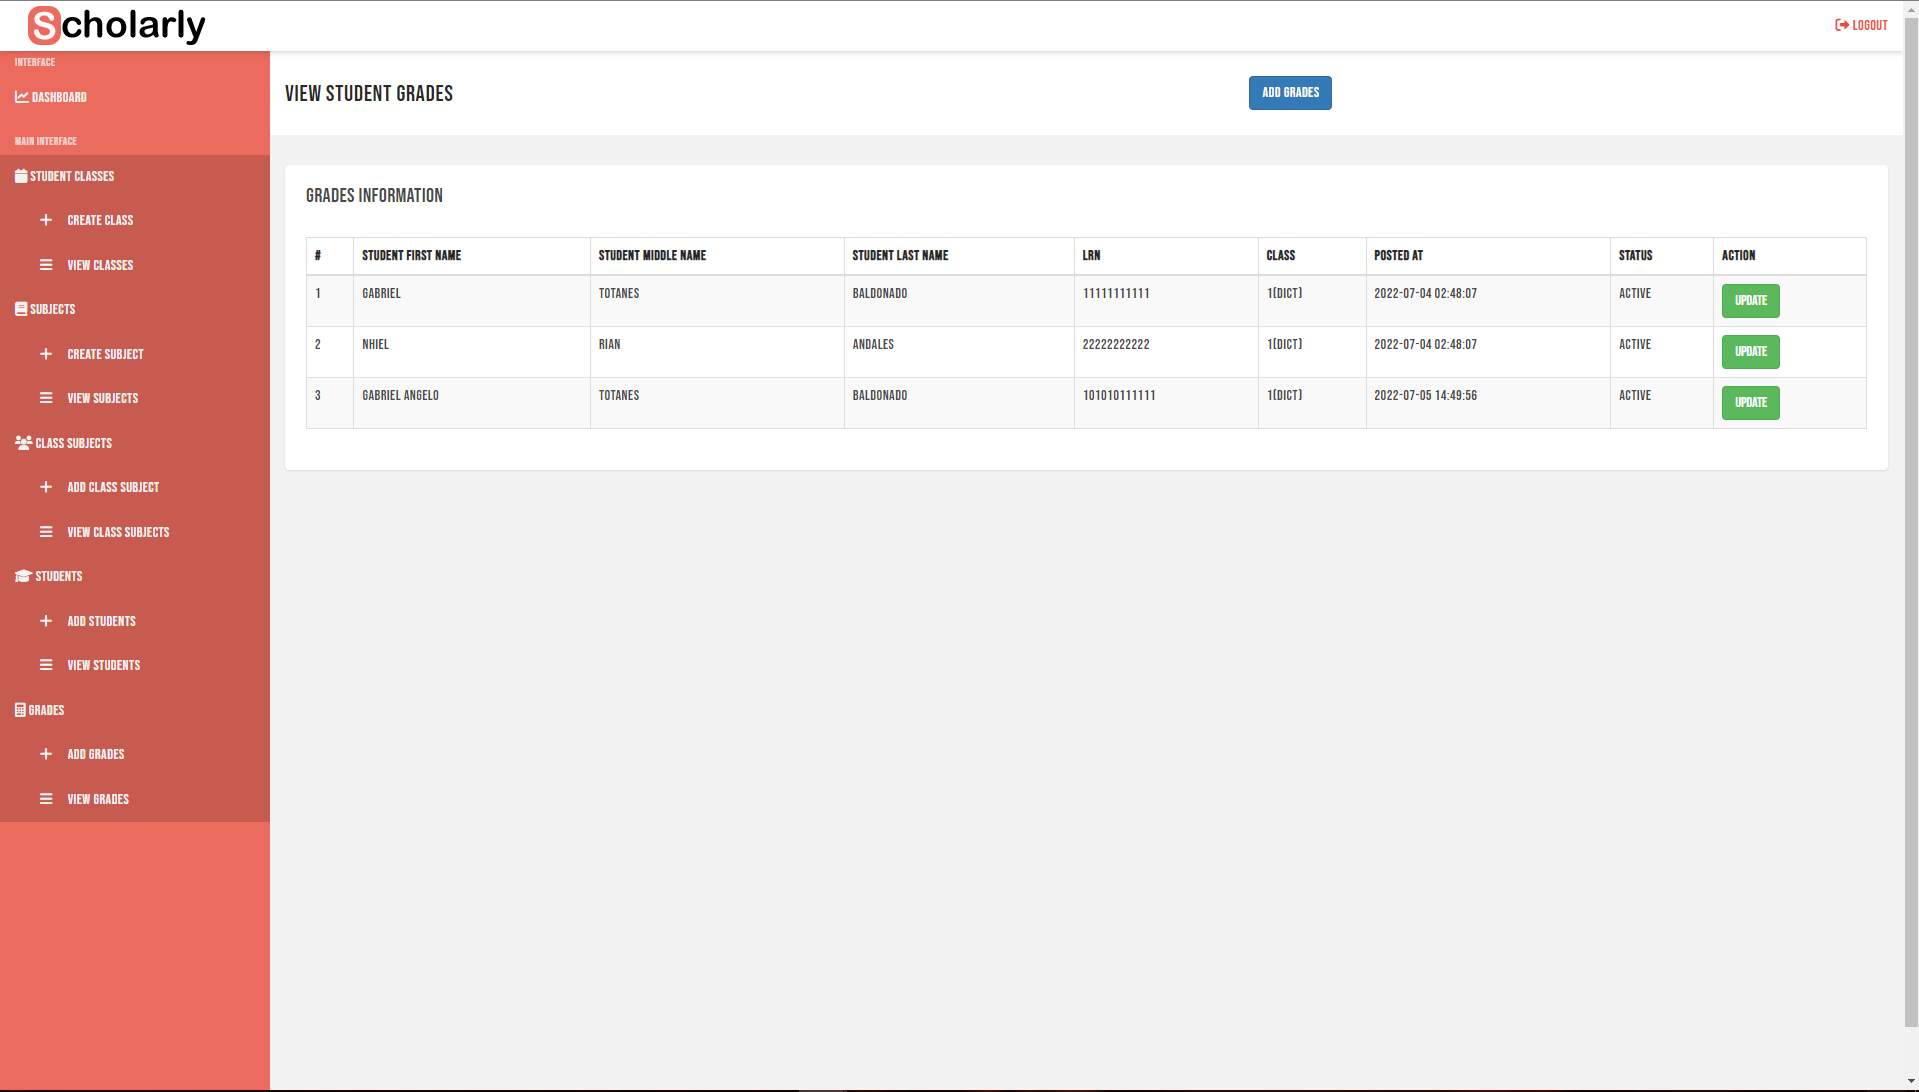 Scholarly
LOGOUT
INTERFACE
DASHBOARD
MAIN INTERFACE
STUDENT CLASSES
CREATE CLASS
VIEW CLASSES
SUBJECTS
CREATE SUBJECT
VIEW SUBJECTS
CLASS SUBJECTS
ADD CLASS SUBJECT
VIEW CLASS SUBJECTS
STUDENTS
ADD STUDENTS
VIEW STUDENTS
GRADES
ADD GRADES
VIEW GRADES
VIEW STUDENT GRADES
ADD GRADES
GRADES INFORMATION
# STUDENT FIRST NAME STUDENT MIDDLE NAME STUDENT LAST NAME LRN CLASS POSTED AT STATUS ACTION
1 GABRIEL TOTANES BALDONADO 11111111111 1(DICT) 2022-07-04 02:48:07 ACTIVE UPDATE
2 NHIEL RIAN ANDALES 22222222222 1(DICT) 2022-07-04 02:48:07 ACTIVE UPDATE
3 GABRIEL ANGELO TOTANES BALDONADO 101010111111 1(DICT) 2022-07-05 14:49:56 ACTIVE UPDATE